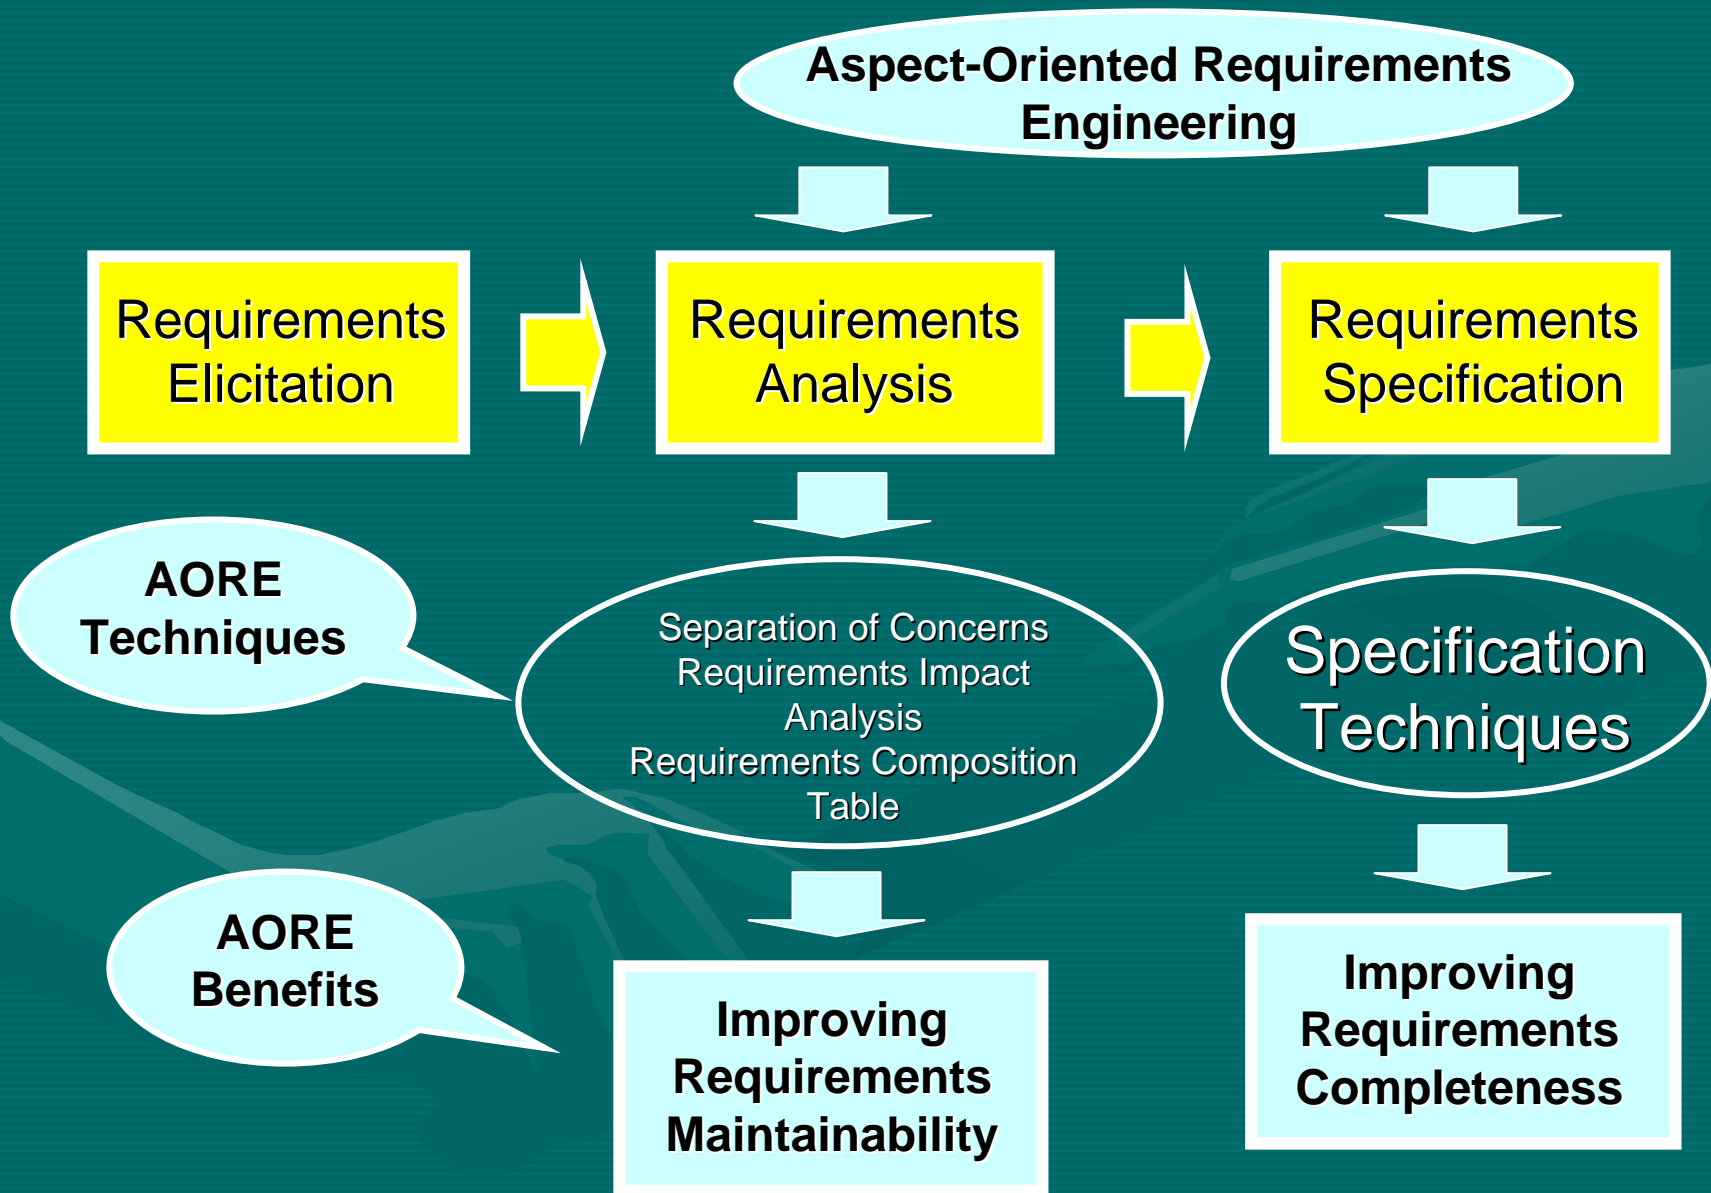 Aspect-Oriented Requirements
Engineering
Requirements
Elicitation
Requirements
Analysis
Requirements
Specification
AORE
Techniques
Separation of Concerns
Requirements Impact
Analysis
Requirements Composition
Table
Specification
Techniques
AORE
Benefits
Improving
Requirements
Maintainability
Improving
Requirements
Completeness